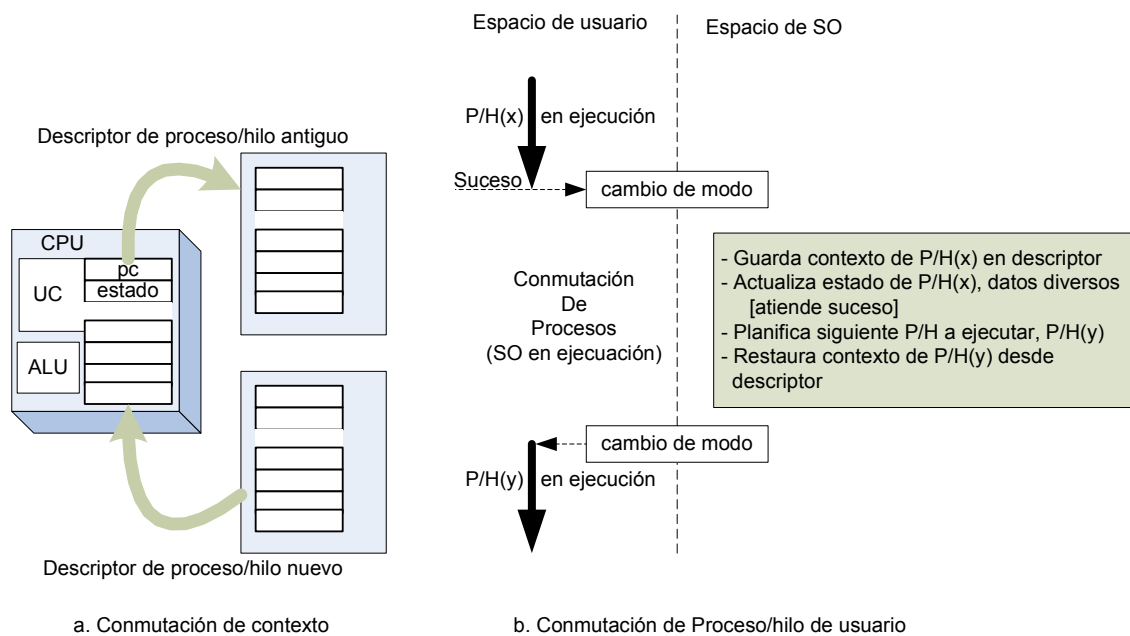 Espacio de usuario
Espacio de SO
Descriptor de proceso/hilo antiguo
P/H(x) en ejecución
Suceso
cambio de modo
CPU
pc
estado
UC
ALU
Conmutación
De
Procesos
(SO en ejecuación)
- Guarda contexto de P/H(x) en descriptor
- Actualiza estado de P/H(x), datos diversos
[atiende suceso]
- Planifica siguiente P/H a ejecutar, P/H(y)
- Restaura contexto de P/H(y) desde
descriptor
cambio de modo
P/H(y) en ejecución
Descriptor de proceso/hilo nuevo
a. Conmutación de contexto
b. Conmutación de Proceso/hilo de usuario